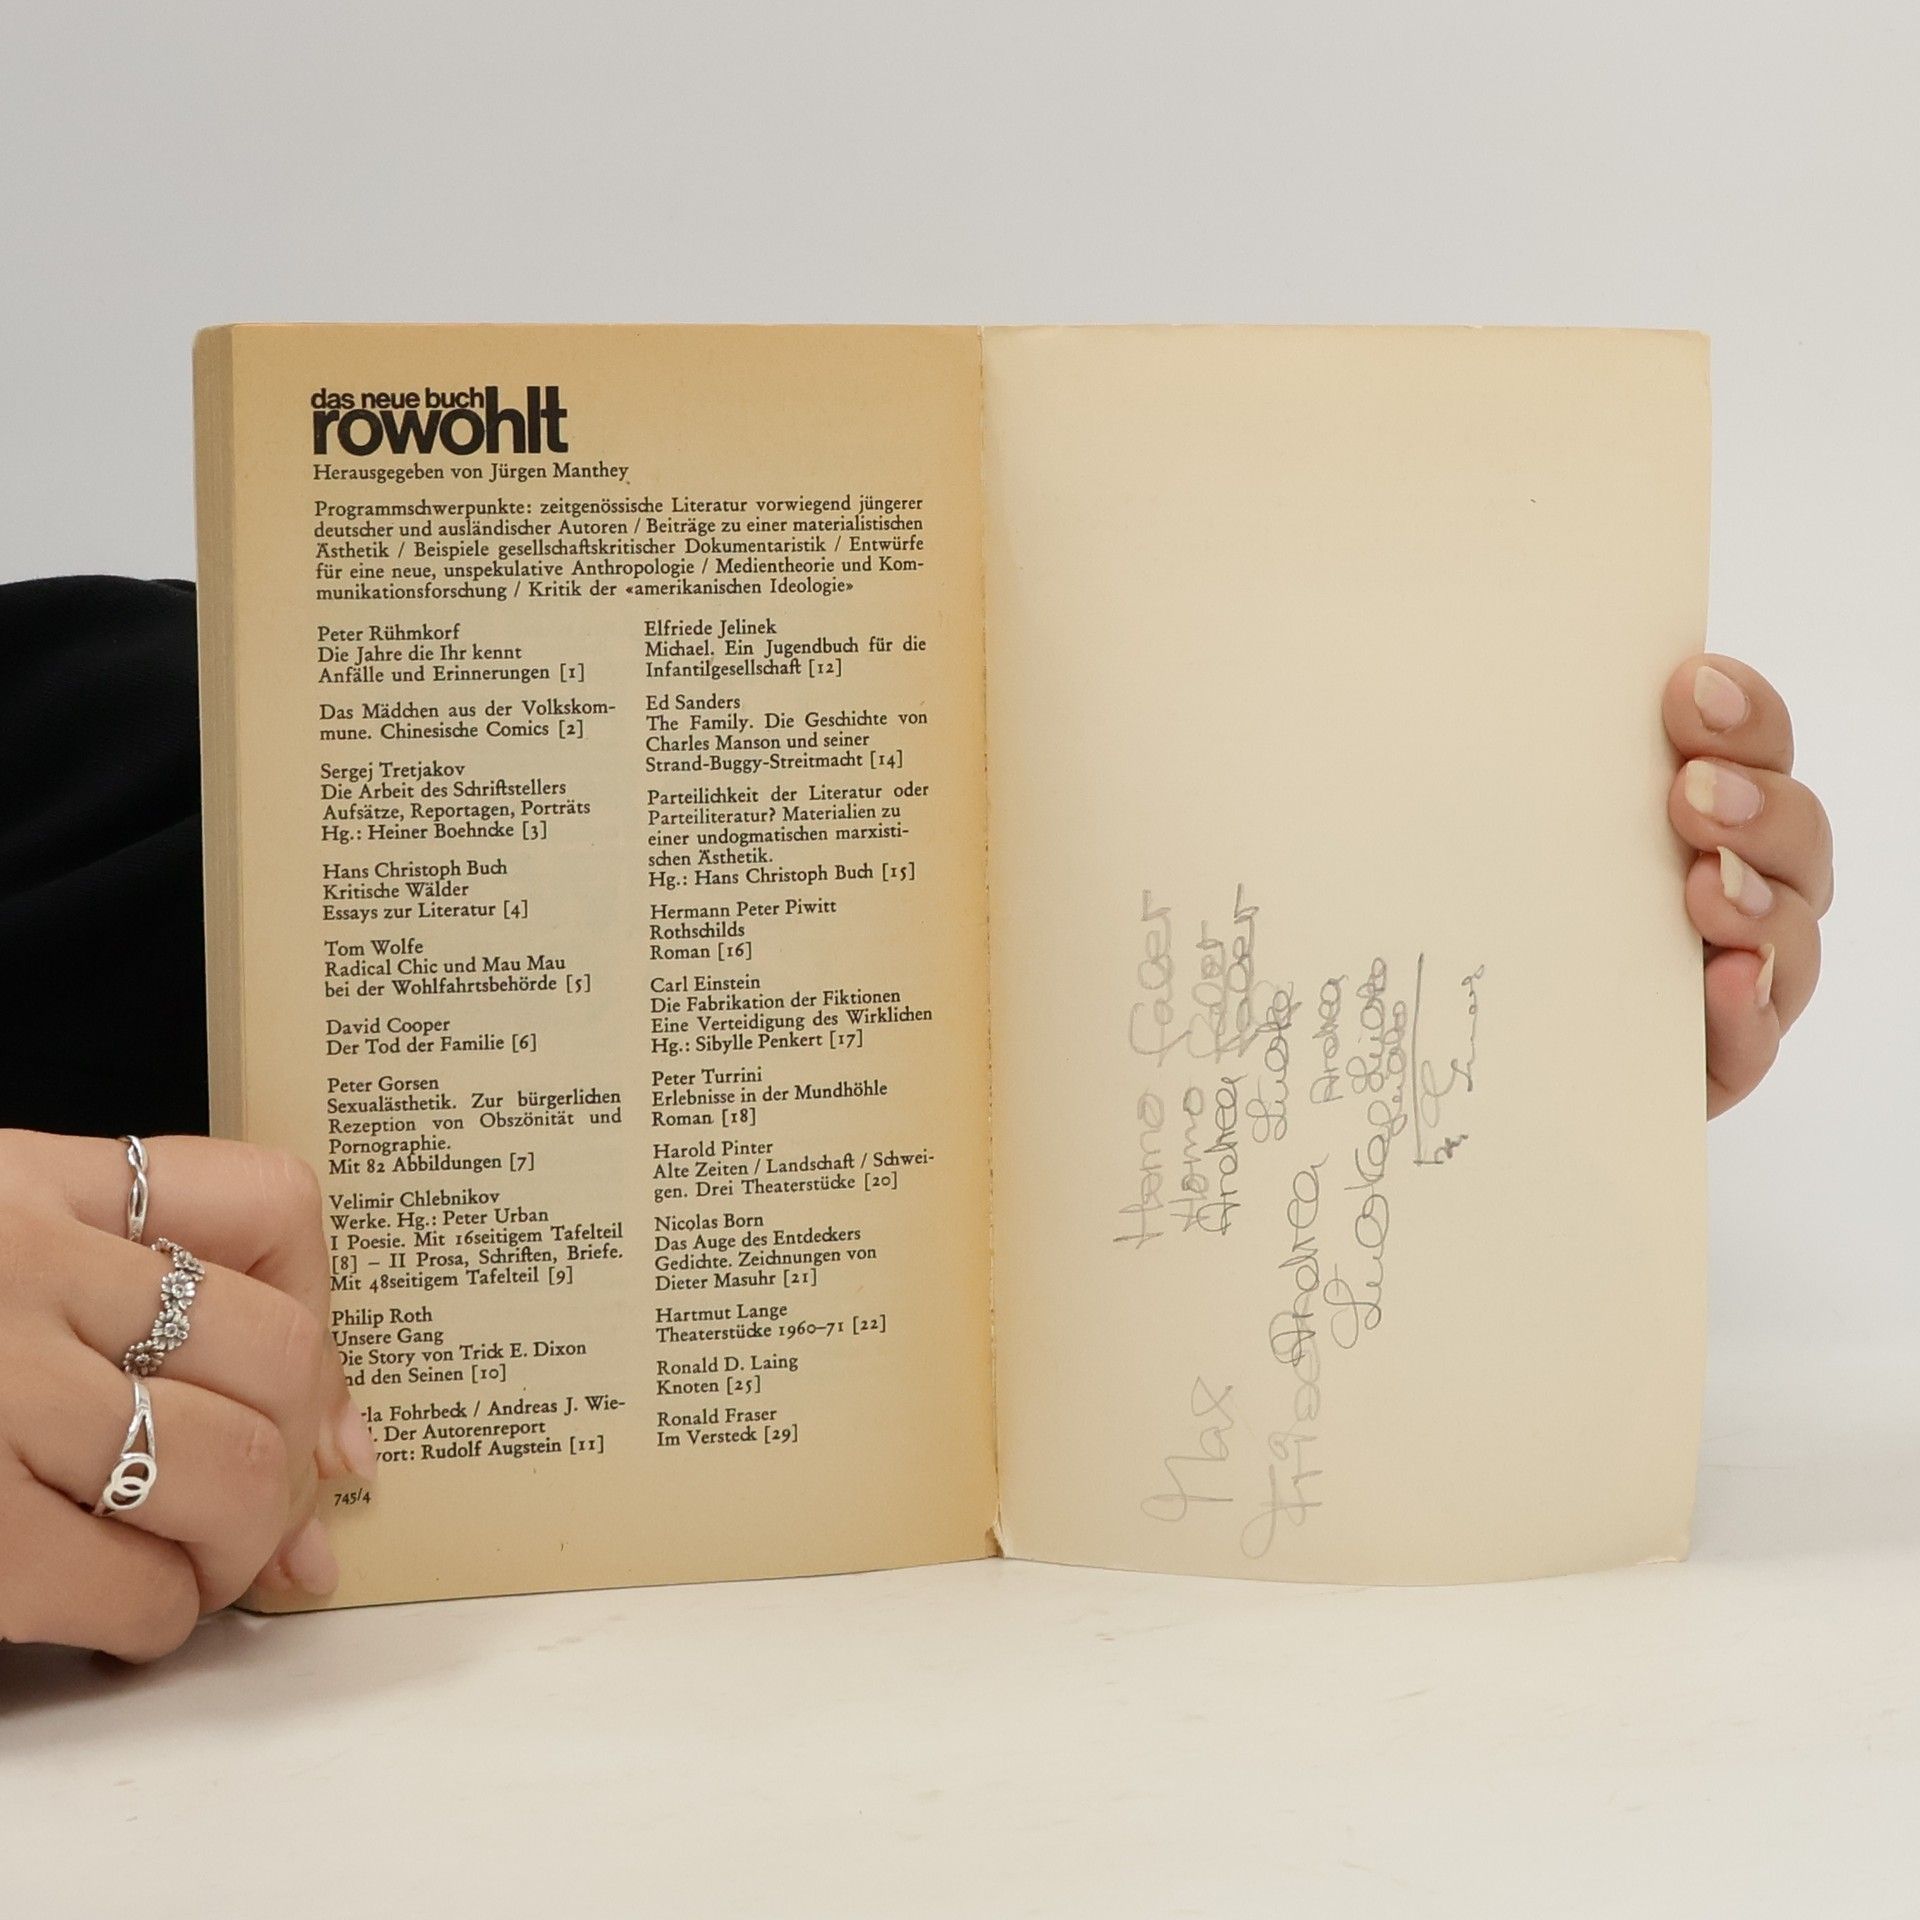 das neue buch
rowohlt
Herausgegeben von Jürgen Manthey
Programmschwerpunkte: zeitgenössische Literatur vorwiegend jüngerer
deutscher und ausländischer Autoren / Beiträge zu einer materialistischen
Ästhetik / Beispiele gesellschaftskritischer Dokumentaristik / Entwürfe
für eine neue, unspekulative Anthropologie / Medientheorie und Kom-
munikationsforschung / Kritik der «amerikanischen Ideologie»
Peter Rühmkorf
Die Jahre die Ihr kennt
Anfälle und Erinnerungen [1]
Das Mädchen aus der Volkskom-
mune. Chinesische Comics [2]
Sergej Tretjakov
Die Arbeit des Schriftstellers
Aufsätze, Reportagen, Porträts
Hg.: Heiner Boehncke [3]
Hans Christoph Buch
Kritische Wälder
Essays zur Literatur [4]
Tom Wolfe
Radical Chic und Mau Mau
bei der Wohlfahrtsbehörde [5]
David Cooper
Der Tod der Familie [6]
Peter Gorsen
Sexualästhetik. Zur bürgerlichen
Rezeption von Obszönität und
Pornographie.
Mit 82 Abbildungen [7]
Velimir Chlebnikov
Werke. Hg.: Peter Urban
I Poesie. Mit 16seitigem Tafelteil
[8] – II Prosa, Schriften, Briefe.
Mit 48seitigem Tafelteil [9]
Philip Roth
Unsere Gang
Die Story von Trick E. Dixon
nd den Seinen [10]
la Fohrbeck / Andreas J. Wie-
. Der Autorenreport
ort: Rudolf Augstein [11]
745/4
Elfriede Jelinek
Michael. Ein Jugendbuch für die
Infantilgesellschaft [12]
Ed Sanders
The Family. Die Geschichte von
Charles Manson und seiner
Strand-Buggy-Streitmacht [14]
Parteilichkeit der Literatur oder
Parteiliteratur? Materialien zu
einer undogmatischen marxisti-
schen Ästhetik.
Hg.: Hans Christoph Buch [15]
Hermann Peter Piwitt
Rothschilds
Roman [16]
Carl Einstein
Die Fabrikation der Fiktionen
Eine Verteidigung des Wirklichen
Hg.: Sibylle Penkert [17]
Peter Turrini
Erlebnisse in der Mundhöhle
Roman [18]
Harold Pinter
Alte Zeiten / Landschaft / Schwei-
gen. Drei Theaterstücke [20]
Nicolas Born
Das Auge des Entdeckers
Gedichte. Zeichnungen von
Dieter Masuhr [21]
Hartmut Lange
Theaterstücke 1960–71 [22]
Ronald D. Laing
Knoten [25]
Ronald Fraser
Im Versteck [29]
Homo Faber
Homo Faber
Andrea Faber
Andrea
Andrea
Max